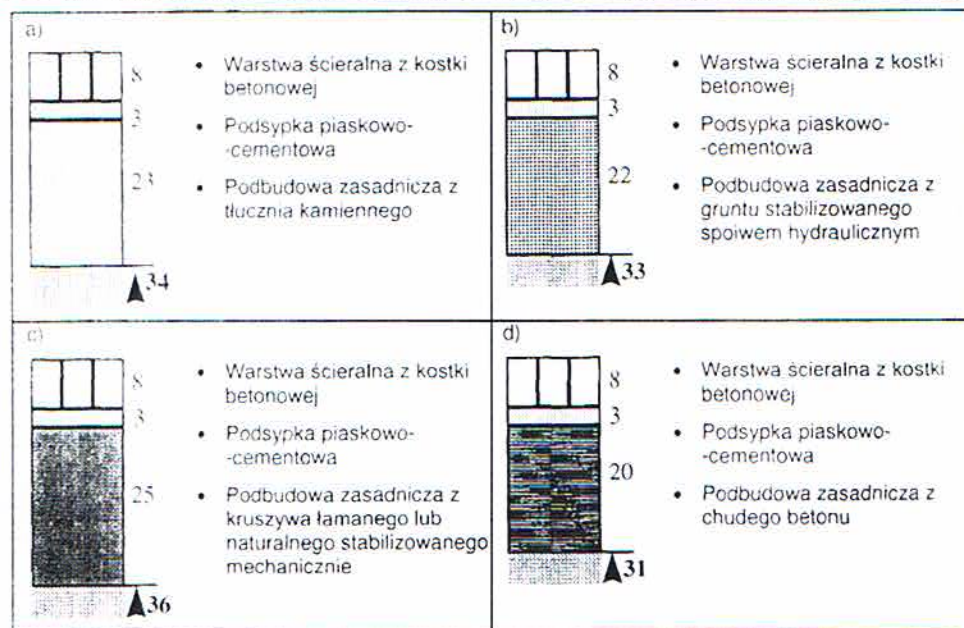 a)
8
3
23
34
• Warstwa ścieralna z kostki
betonowej
• Podsypka piaskowo-
-cementowa
• Podbudowa zasadnicza z
tłucznia kamiennego
b)
8
3
22
33
• Warstwa ścieralna z kostki
betonowej
• Podsypka piaskowo-
-cementowa
• Podbudowa zasadnicza z
gruntu stabilizowanego
spoiwem hydraulicznym
c)
8
3
25
36
• Warstwa ścieralna z kostki
betonowej
• Podsypka piaskowo-
-cementowa
• Podbudowa zasadnicza z
kruszywa łamanego lub
naturalnego stabilizowanego
mechanicznie
d)
8
3
20
31
• Warstwa ścieralna z kostki
betonowej
• Podsypka piaskowo-
-cementowa
• Podbudowa zasadnicza z
chudego betonu